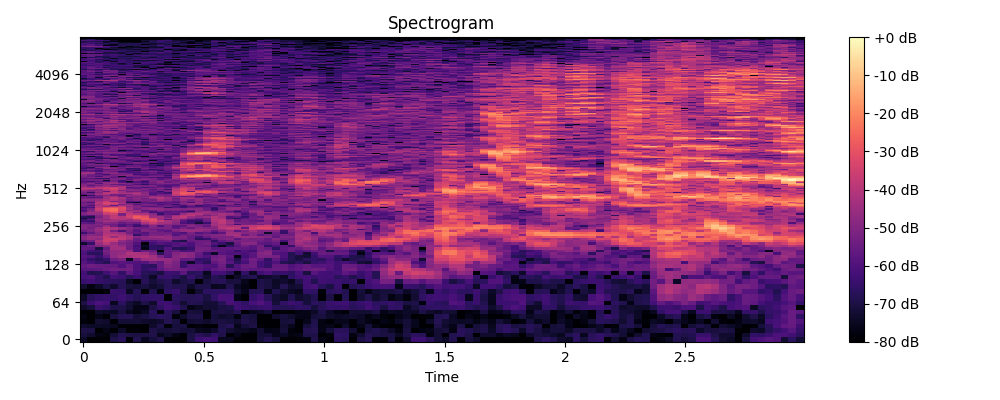 Spectrogram
4096
2048
1024
512
256
128
64
0
Hz
0
0.5
1
1.5
2
2.5
Time
+0 dB
-10 dB
-20 dB
-30 dB
-40 dB
-50 dB
-60 dB
-70 dB
-80 dB